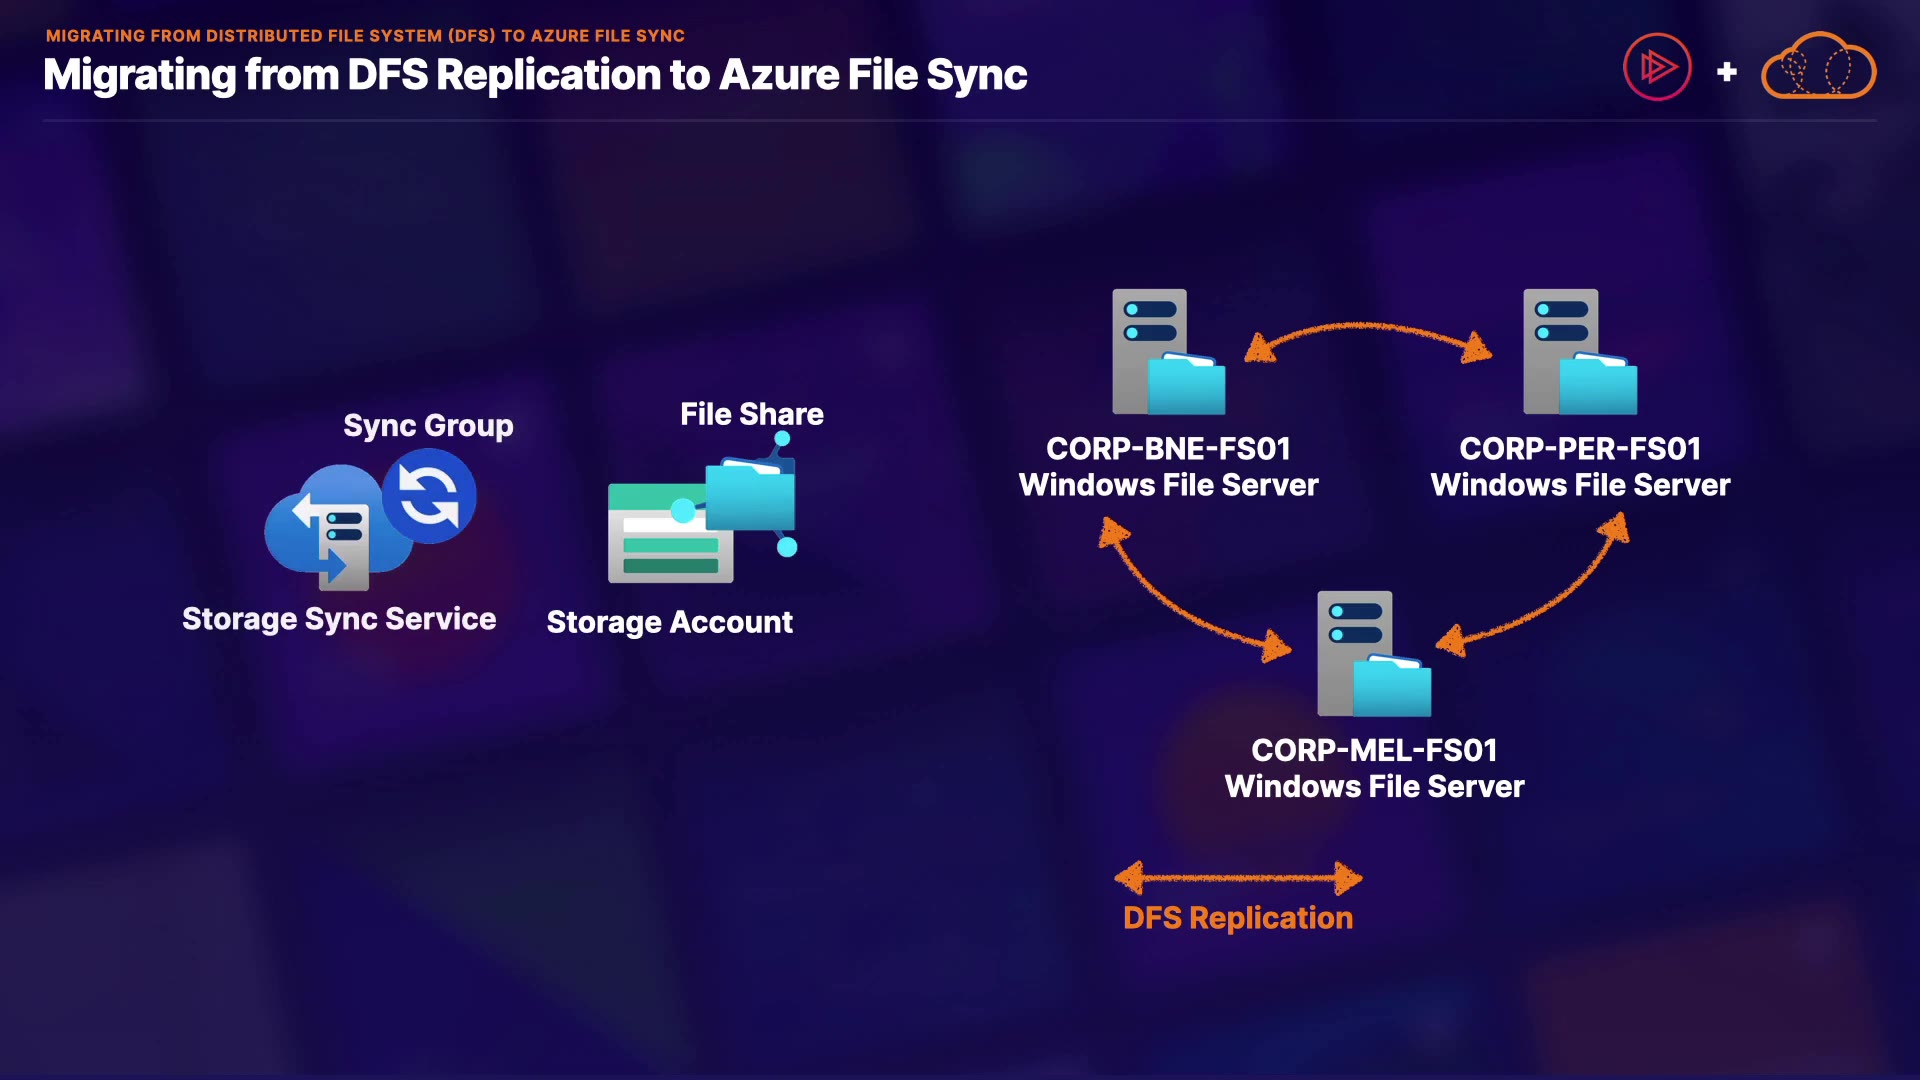 MIGRATING FROM DISTRIBUTED FILE SYSTEM (DFS) TO AZURE FILE SYNC
Migrating from DFS Replication to Azure File Sync
Sync Group
Storage Sync Service
File Share
Storage Account
CORP-BNE-FS01
Windows File Server
CORP-PER-FS01
Windows File Server
CORP-MEL-FS01
Windows File Server
DFS Replication